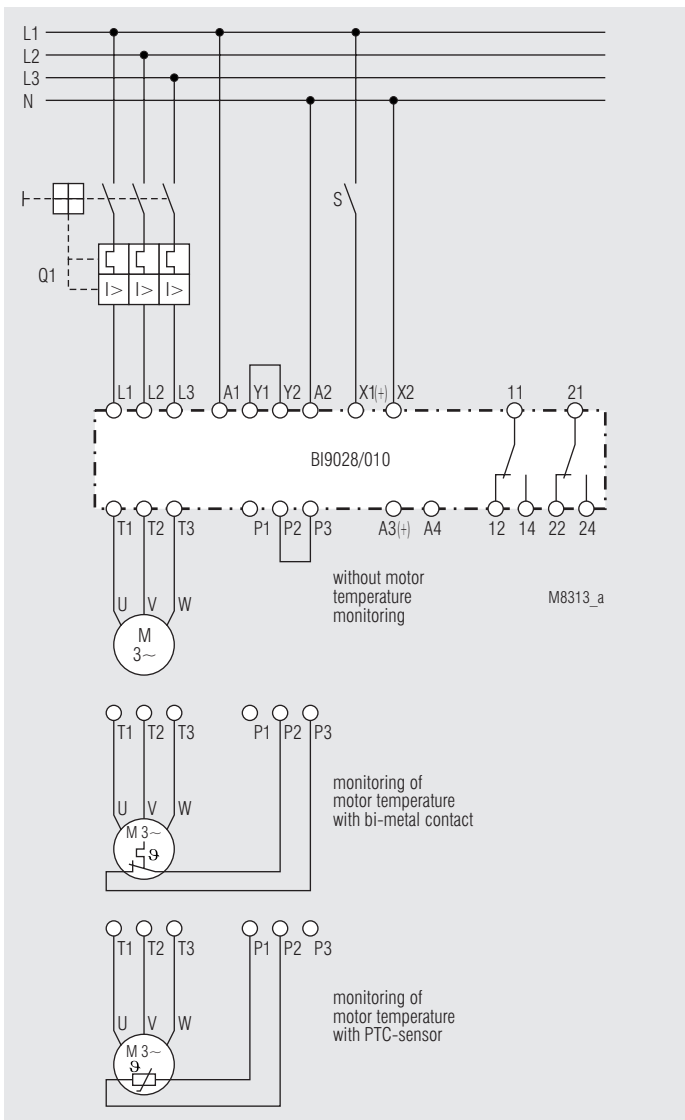 L1
L2
L3
N
S
Q1
I> I> I>
L1 L2 L3 A1 Y1 Y2 A2 X1(+) X2 11 21
BI9028/010
T1 T2 T3 P1 P2 P3 A3(+) A4 12 14 22 24
without motor
temperature
monitoring
M8313_a
U V W
M
3~
T1 T2 T3 P1 P2 P3
monitoring of
motor temperature
with bi-metal contact
U V W
M 3~
ϑ
T1 T2 T3 P1 P2 P3
monitoring of
motor temperature
with PTC-sensor
U V W
M 3~
ϑ